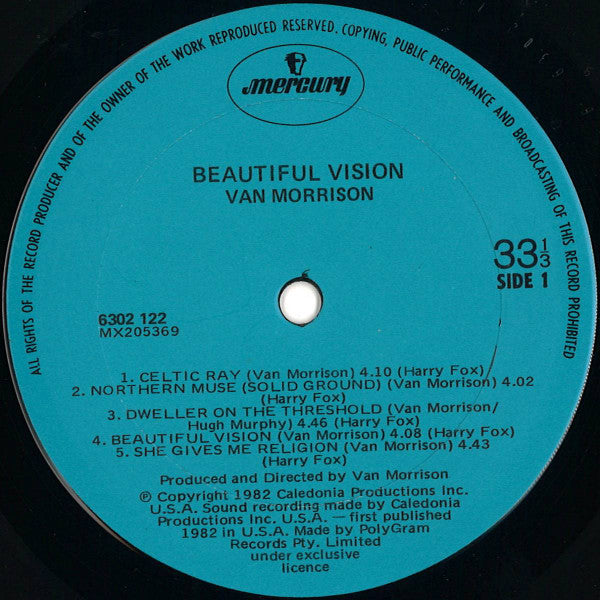 ALL RIGHTS OF THE RECORD PRODUCER AND OF THE OWNER OF THE WORK REPRODUCED RESERVED. COPYING, PUBLIC PERFORMANCE AND BROADCASTING OF THIS RECORD PROHIBITED
mercury
BEAUTIFUL VISION
VAN MORRISON
33 1/3
SIDE 1
6302 122
MX205369
1. CELTIC RAY (Van Morrison) 4.10 (Harry Fox)
2. NORTHERN MUSE (SOLID GROUND) (Van Morrison) 4.02
(Harry Fox)
3. DWELLER ON THE THRESHOLD (Van Morrison/
Hugh Murphy) 4.46 (Harry Fox)
4. BEAUTIFUL VISION (Van Morrison) 4.08 (Harry Fox)
5. SHE GIVES ME RELIGION (Van Morrison) 4.43
(Harry Fox)
Produced and Directed by Van Morrison
℗ Copyright 1982 Caledonia Productions Inc.
U.S.A. Sound recording made by Caledonia
Productions Inc. U.S.A. — first published
1982 in U.S.A. Made by PolyGram
Records Pty. Limited
under exclusive
licence